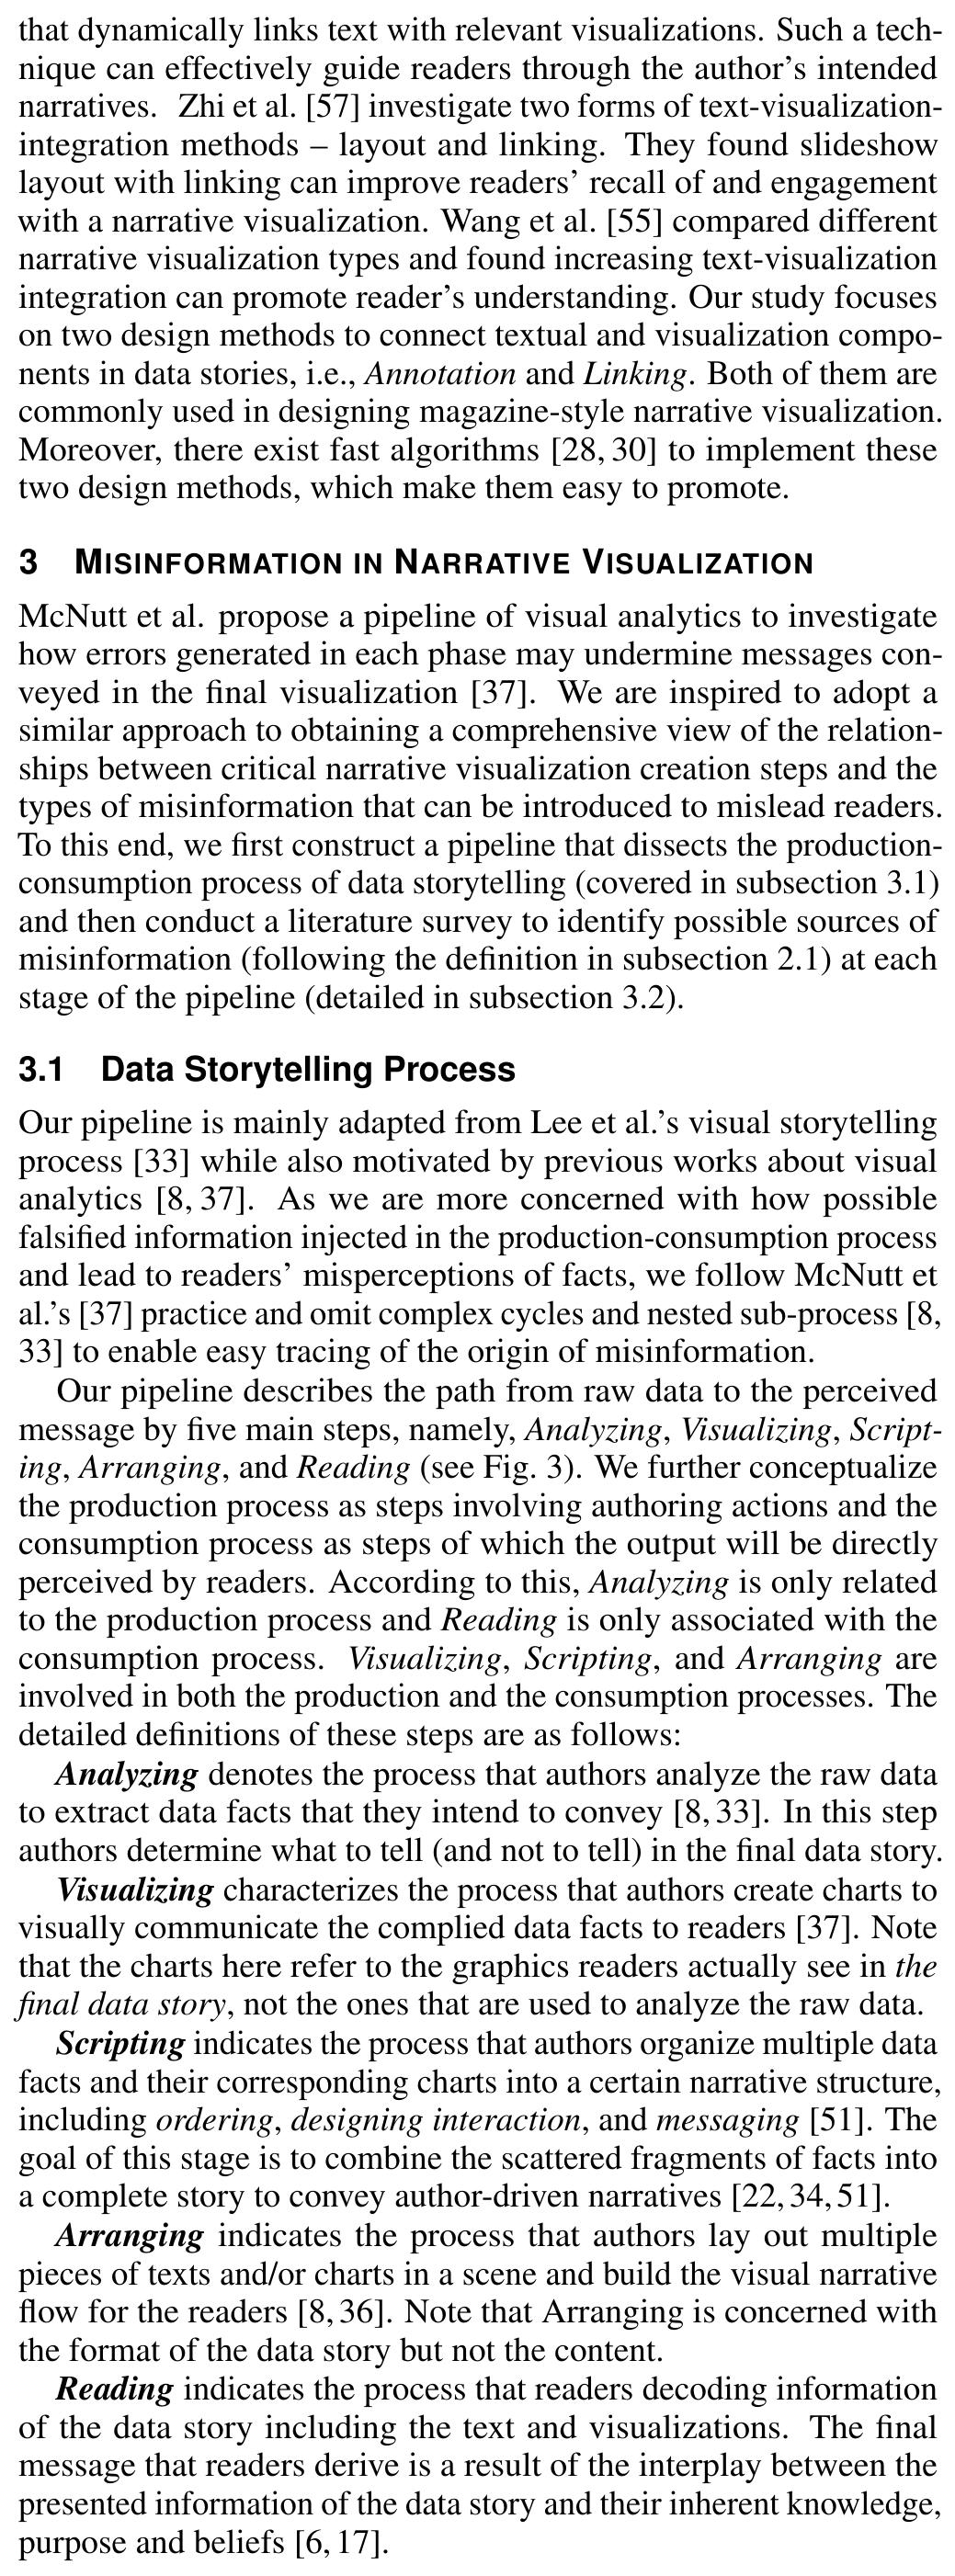 that dynamically links text with relevant visualizations. Such a tech-
nique can effectively guide readers through the author's intended
narratives. Zhi et al. [57] investigate two forms of text-visualization-
integration methods – layout and linking. They found slideshow
layout with linking can improve readers' recall of and engagement
with a narrative visualization. Wang et al. [55] compared different
narrative visualization types and found increasing text-visualization
integration can promote reader's understanding. Our study focuses
on two design methods to connect textual and visualization compo-
nents in data stories, i.e., Annotation and Linking. Both of them are
commonly used in designing magazine-style narrative visualization.
Moreover, there exist fast algorithms [28, 30] to implement these
two design methods, which make them easy to promote.
3 MISINFORMATION IN NARRATIVE VISUALIZATION
McNutt et al. propose a pipeline of visual analytics to investigate
how errors generated in each phase may undermine messages con-
veyed in the final visualization [37]. We are inspired to adopt a
similar approach to obtaining a comprehensive view of the relation-
ships between critical narrative visualization creation steps and the
types of misinformation that can be introduced to mislead readers.
To this end, we first construct a pipeline that dissects the production-
consumption process of data storytelling (covered in subsection 3.1)
and then conduct a literature survey to identify possible sources of
misinformation (following the definition in subsection 2.1) at each
stage of the pipeline (detailed in subsection 3.2).
3.1 Data Storytelling Process
Our pipeline is mainly adapted from Lee et al.'s visual storytelling
process [33] while also motivated by previous works about visual
analytics [8, 37]. As we are more concerned with how possible
falsified information injected in the production-consumption process
and lead to readers' misperceptions of facts, we follow McNutt et
al.'s [37] practice and omit complex cycles and nested sub-process [8,
33] to enable easy tracing of the origin of misinformation.
Our pipeline describes the path from raw data to the perceived
message by five main steps, namely, Analyzing, Visualizing, Script-
ing, Arranging, and Reading (see Fig. 3). We further conceptualize
the production process as steps involving authoring actions and the
consumption process as steps of which the output will be directly
perceived by readers. According to this, Analyzing is only related
to the production process and Reading is only associated with the
consumption process. Visualizing, Scripting, and Arranging are
involved in both the production and the consumption processes. The
detailed definitions of these steps are as follows:
Analyzing denotes the process that authors analyze the raw data
to extract data facts that they intend to convey [8, 33]. In this step
authors determine what to tell (and not to tell) in the final data story.
Visualizing characterizes the process that authors create charts to
visually communicate the complied data facts to readers [37]. Note
that the charts here refer to the graphics readers actually see in the
final data story, not the ones that are used to analyze the raw data.
Scripting indicates the process that authors organize multiple data
facts and their corresponding charts into a certain narrative structure,
including ordering, designing interaction, and messaging [51]. The
goal of this stage is to combine the scattered fragments of facts into
a complete story to convey author-driven narratives [22, 34, 51].
Arranging indicates the process that authors lay out multiple
pieces of texts and/or charts in a scene and build the visual narrative
flow for the readers [8, 36]. Note that Arranging is concerned with
the format of the data story but not the content.
Reading indicates the process that readers decoding information
of the data story including the text and visualizations. The final
message that readers derive is a result of the interplay between the
presented information of the data story and their inherent knowledge,
purpose and beliefs [6, 17].